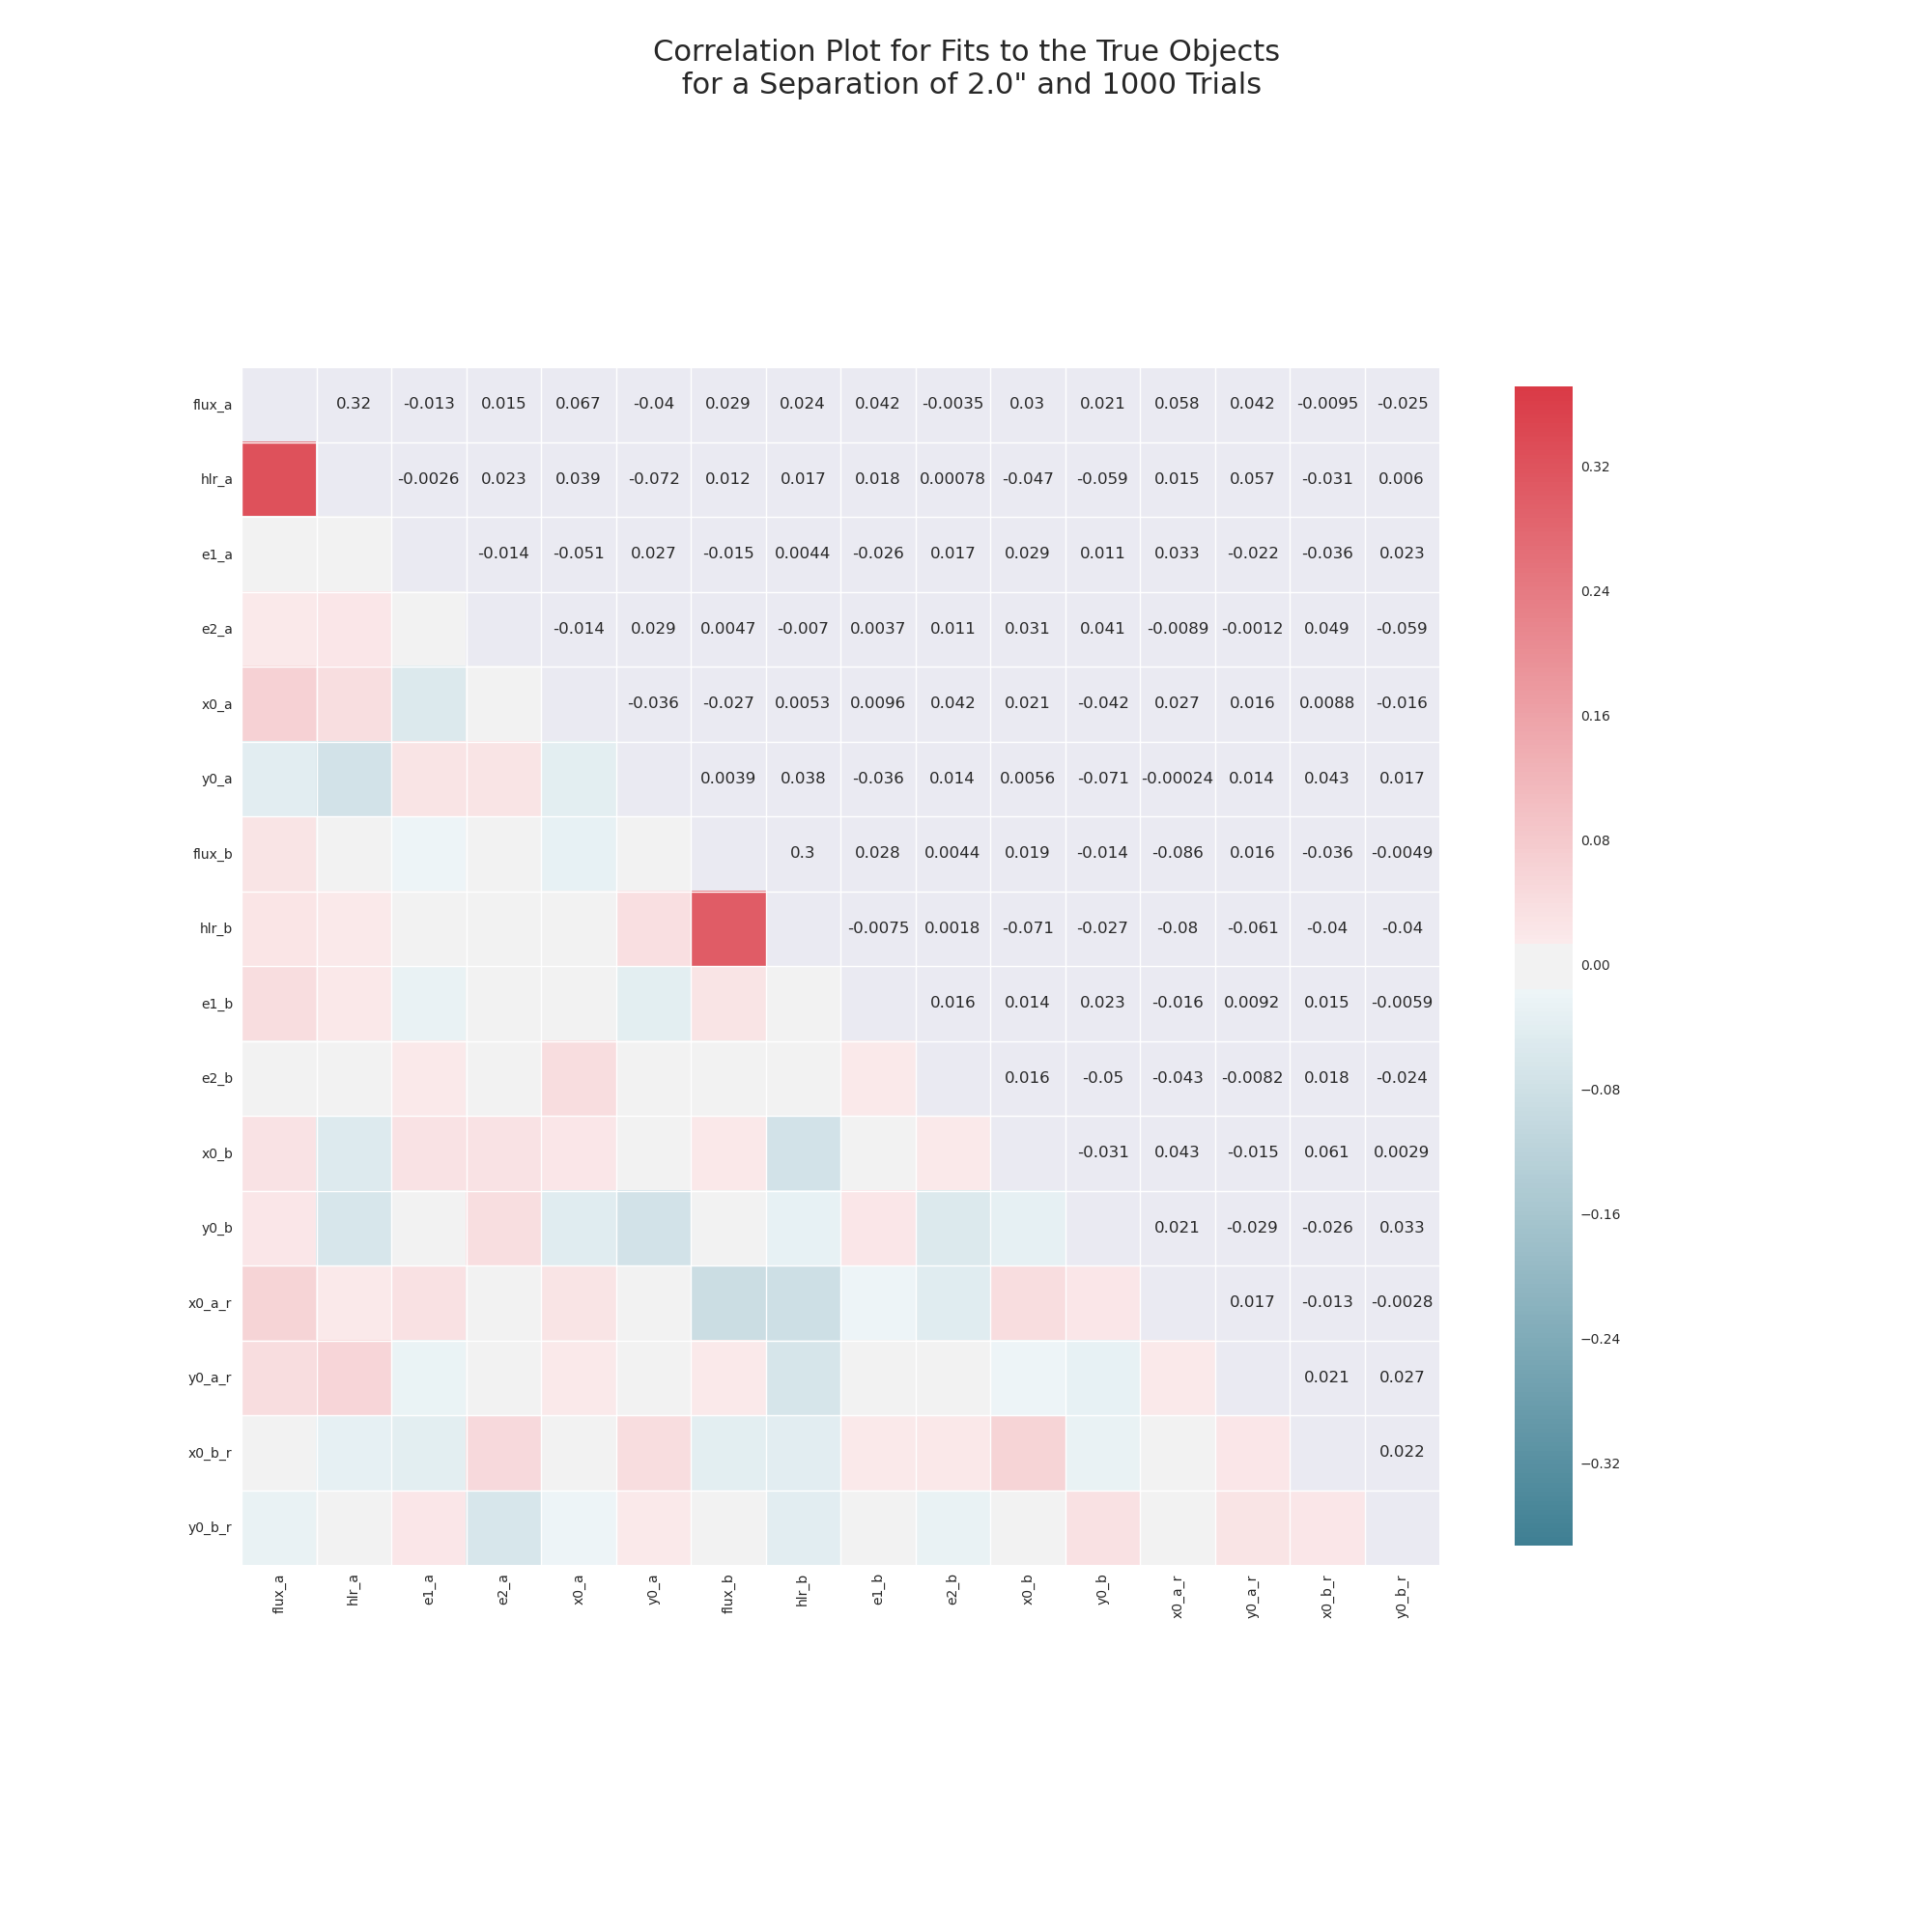 Correlation Plot for Fits to the True Objects
for a Separation of 2.0" and 1000 Trials
flux_a 0.32 -0.013 0.015 0.067 -0.04 0.029 0.024 0.042 -0.0035 0.03 0.021 0.058 0.042 -0.0095 -0.025
hlr_a -0.0026 0.023 0.039 -0.072 0.012 0.017 0.018 0.00078 -0.047 -0.059 0.015 0.057 -0.031 0.006
e1_a -0.014 -0.051 0.027 -0.015 0.0044 -0.026 0.017 0.029 0.011 0.033 -0.022 -0.036 0.023
e2_a -0.014 0.029 0.0047 -0.007 0.0037 0.011 0.031 0.041 -0.0089 -0.0012 0.049 -0.059
x0_a -0.036 -0.027 0.0053 0.0096 0.042 0.021 -0.042 0.027 0.016 0.0088 -0.016
y0_a 0.0039 0.038 -0.036 0.014 0.0056 -0.071 -0.00024 0.014 0.043 0.017
flux_b 0.3 0.028 0.0044 0.019 -0.014 -0.086 0.016 -0.036 -0.0049
hlr_b -0.0075 0.0018 -0.071 -0.027 -0.08 -0.061 -0.04 -0.04
e1_b 0.016 0.014 0.023 -0.016 0.0092 0.015 -0.0059
e2_b 0.016 -0.05 -0.043 -0.0082 0.018 -0.024
x0_b -0.031 0.043 -0.015 0.061 0.0029
y0_b 0.021 -0.029 -0.026 0.033
x0_a_r 0.017 -0.013 -0.0028
y0_a_r 0.021 0.027
x0_b_r 0.022
y0_b_r
flux_a hlr_a e1_a e2_a x0_a y0_a flux_b hlr_b e1_b e2_b x0_b y0_b x0_a_r y0_a_r x0_b_r y0_b_r
0.32
0.24
0.16
0.08
0.00
−0.08
−0.16
−0.24
−0.32